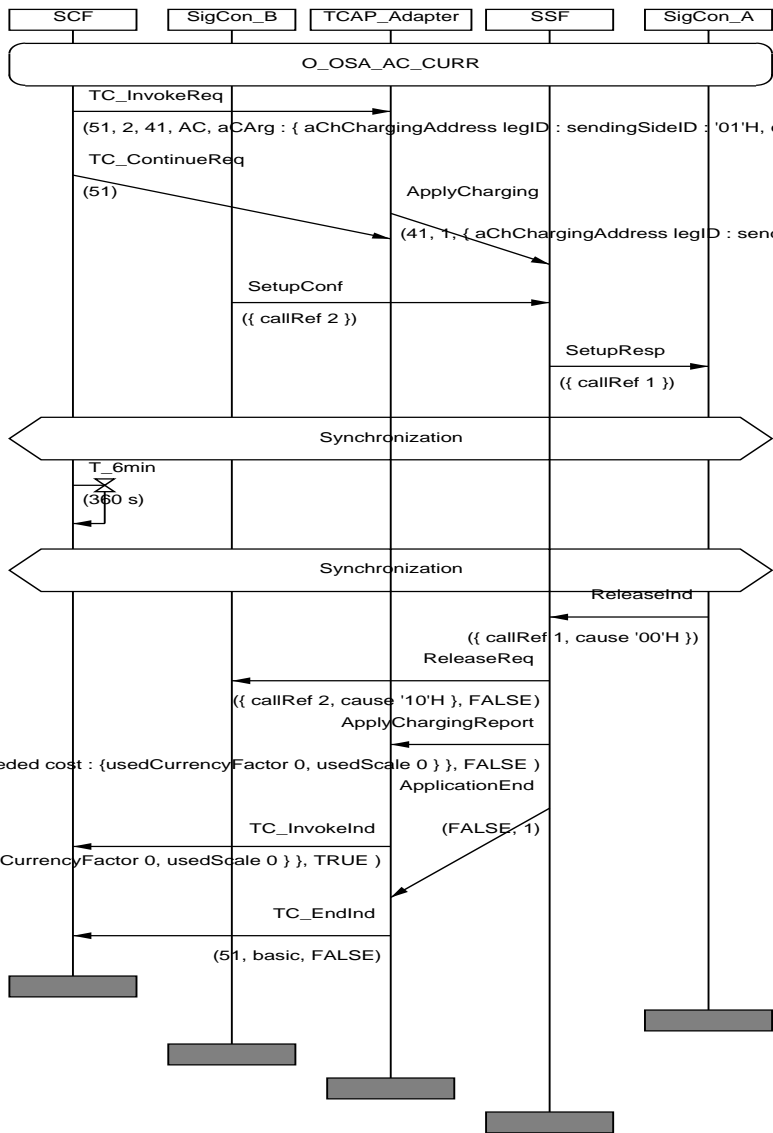 SCF SigCon_B TCAP_Adapter SSF SigCon_A
O_OSA_AC_CURR
TC_InvokeReq
(51, 2, 41, AC, aCArg : { aChChargingAddress legID : sendingSideID : '01'H,
TC_ContinueReq
(51)
ApplyCharging
(41, 1, { aChChargingAddress legID : send
SetupConf
({ callRef 2 })
SetupResp
({ callRef 1 })
Synchronization
T_6min
(360 s)
Synchronization
ReleaseInd
({ callRef 1, cause '00'H })
ReleaseReq
({ callRef 2, cause '10'H }, FALSE)
ApplyChargingReport
eded cost : {usedCurrencyFactor 0, usedScale 0 } }, FALSE )
ApplicationEnd
(FALSE, 1)
TC_InvokeInd
CurrencyFactor 0, usedScale 0 } }, TRUE )
TC_EndInd
(51, basic, FALSE)